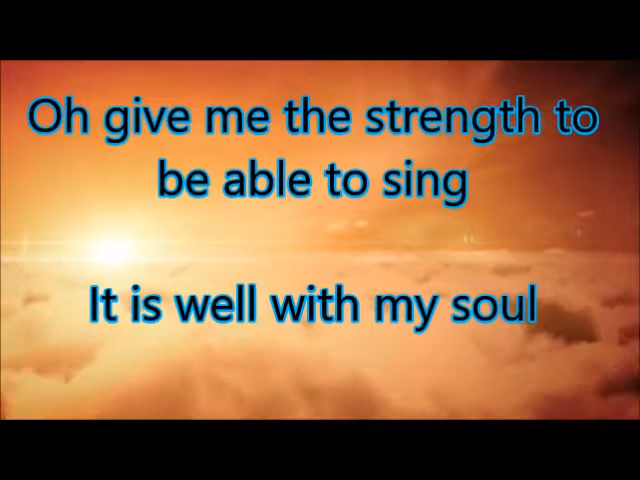 Oh give me the strength to
be able to sing
It is well with my soul